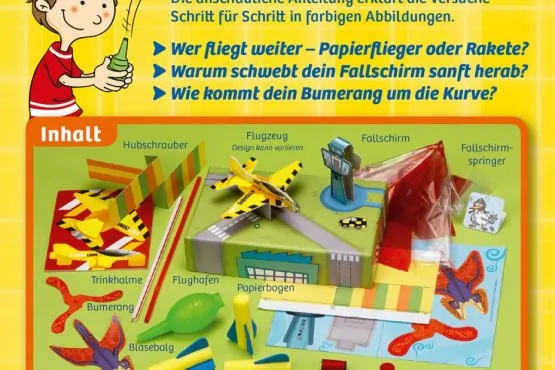 Die anschauliche Anleitung erklärt die Versuche
Schritt für Schritt in farbigen Abbildungen.
Wer fliegt weiter – Papierflieger oder Rakete?
Warum schwebt dein Fallschirm sanft herab?
Wie kommt dein Bumerang um die Kurve?
Inhalt
Hubschrauber
Flugzeug
Design kann variieren
Fallschirm
Fallschirm-
springer
Trinkhalme
Flughafen
Papierbogen
Bumerang
Blasebalg